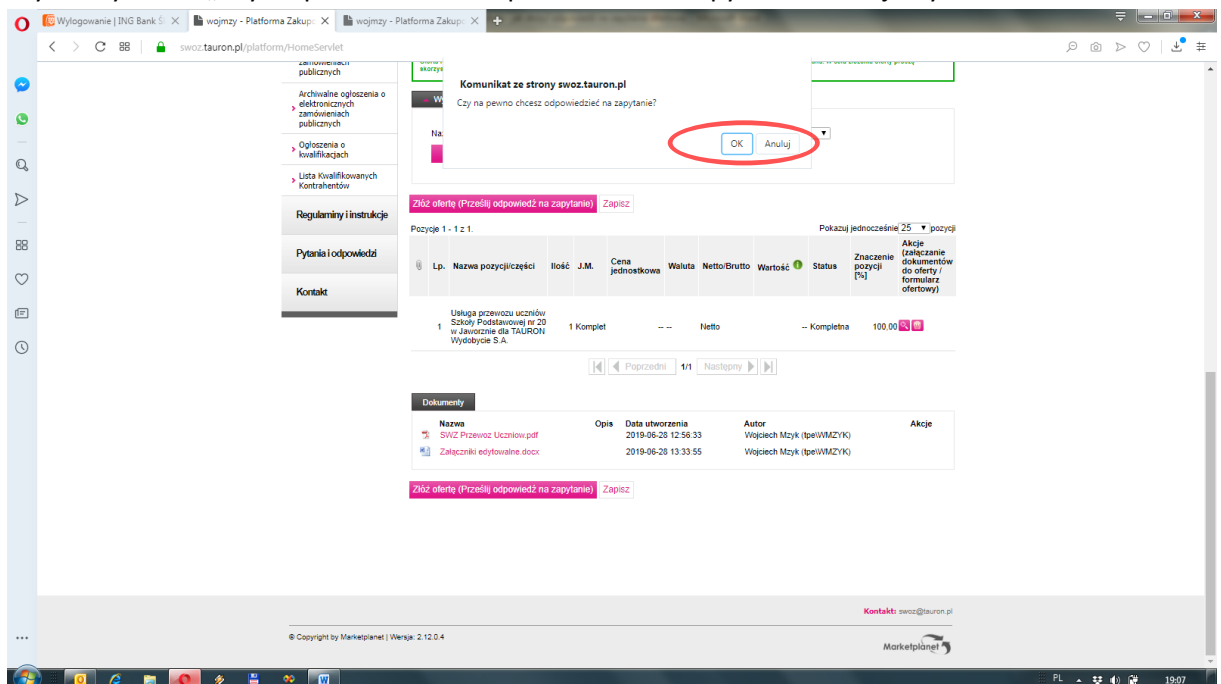 Wylogowanie | ING Bank Ś
wojmzy - Platforma Zakupo
wojmzy - Platforma Zakupo
swoz.tauron.pl/platform/HomeServlet
zamówieniach
publicznych
Archiwalne ogłoszenia o
elektronicznych
zamówieniach
publicznych
Ogłoszenia o
kwalifikacjach
Lista Kwalifikowanych
Kontrahentów
Regulaminy i instrukcje
Pytania i odpowiedzi
Kontakt
Komunikat ze strony swoz.tauron.pl
Czy na pewno chcesz odpowiedzieć na zapytanie?
OK Anuluj
Złóż ofertę (Prześlij odpowiedź na zapytanie) Zapisz
Pozycje 1 - 1 z 1.
Pokazuj jednocześnie 25 pozycji
Lp. Nazwa pozycji/części Ilość J.M. Cena jednostkowa Waluta Netto/Brutto Wartość Status Znaczenie pozycji [%] Akcje (załączanie dokumentów do oferty / formularz ofertowy)
1 Usługa przewozu uczniów Szkoły Podstawowej nr 20 w Jaworznie dla TAURON Wydobycie S.A. 1 Komplet -- -- Netto -- Kompletna 100,00
Poprzedni 1/1 Następny
Dokumenty
Nazwa Opis Data utworzenia Autor Akcje
SWZ Przewoz Uczniow.pdf 2019-06-28 12:56:33 Wojciech Mzyk (tpe\WMZYK)
Załączniki edytowalne.docx 2019-06-28 13:33:55 Wojciech Mzyk (tpe\WMZYK)
Złóż ofertę (Prześlij odpowiedź na zapytanie) Zapisz
Kontakt: swoz@tauron.pl
© Copyright by Marketplanet | Wersja: 2.12.0.4
Marketplanet
PL 19:07